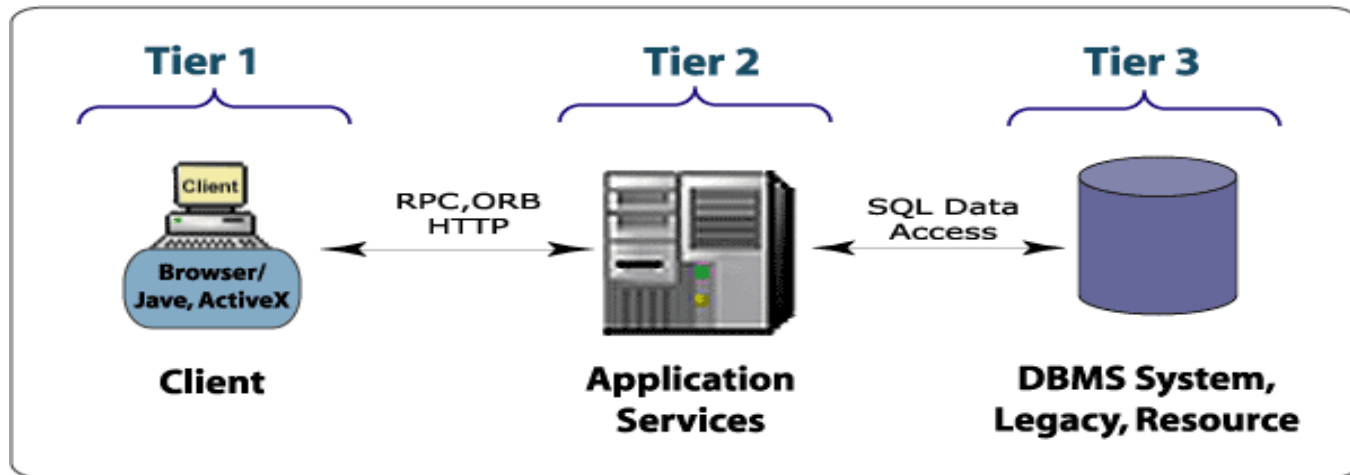 Tier 1
Tier 2
Tier 3
Client
Browser/
Jave, ActiveX
Client
RPC,ORB
HTTP
Application
Services
SQL Data
Access
DBMS System,
Legacy, Resource